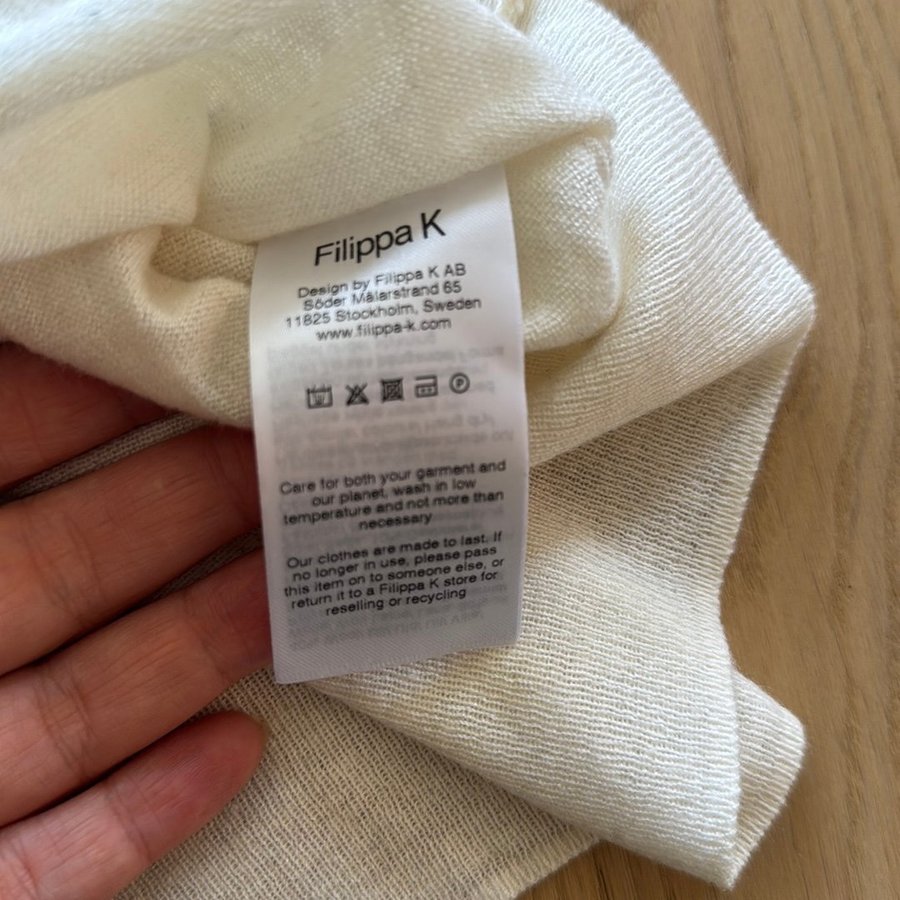 Filippa K
Design by Filippa K AB
Söder Mälarstrand 65
11825 Stockholm, Sweden
www.filippa-k.com
P
Care for both your garment and
our planet, wash in low
temperature and not more than
necessary
Our clothes are made to last. If
no longer in use, please pass
this item on to someone else, or
return it to a Filippa K store for
reselling or recycling